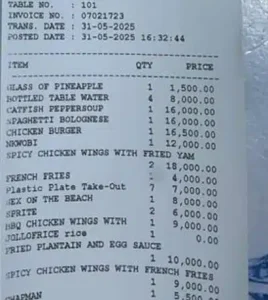 TABLE NO. : 101
INVOICE NO. : 07021723
TRANS. DATE : 31-05-2025
POSTED DATE : 31-05-2025 16:32:44
ITEM QTY PRICE
GLASS OF PINEAPPLE 1 1,500.00
BOTTLED TABLE WATER 4 8,000.00
CATFISH PEPPERSOUP 1 16,000.00
SPAGHETTI BOLOGNESE 1 16,000.00
CHICKEN BURGER 1 16,500.00
NKWOBI 1 12,000.00
SPICY CHICKEN WINGS WITH FRIED YAM
2 18,000.00
FRENCH FRIES 4,000.00
Plastic Plate Take-Out 7 7,000.00
SEX ON THE BEACH 1 8,000.00
SPRITE 2 6,000.00
BBQ CHICKEN WINGS WITH 1 9,000.00
JOLLOFRICE rice 1 0.00
FRIED PLANTAIN AND EGG SAUCE
1 10,000.00
SPICY CHICKEN WINGS WITH FRENCH FRIES
1 9,000.00
CHAPMAN 1 5,500.00